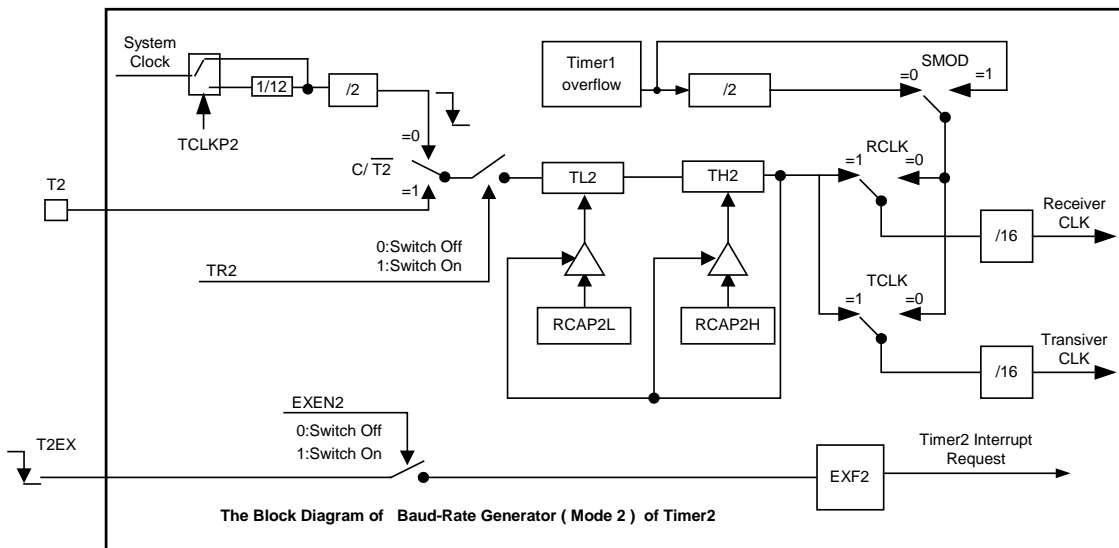 System
Clock
1/12
/2
TCLKP2
Timer1
overflow
/2
SMOD
=0
=1
=0
C/T2
=1
T2
TL2
TH2
RCLK
=1
=0
/16
Receiver
CLK
0:Switch Off
1:Switch On
TR2
RCAP2L
RCAP2H
TCLK
=1
=0
/16
Transiver
CLK
EXEN2
0:Switch Off
1:Switch On
T2EX
EXF2
Timer2 Interrupt
Request
The Block Diagram of Baud-Rate Generator ( Mode 2 ) of Timer2